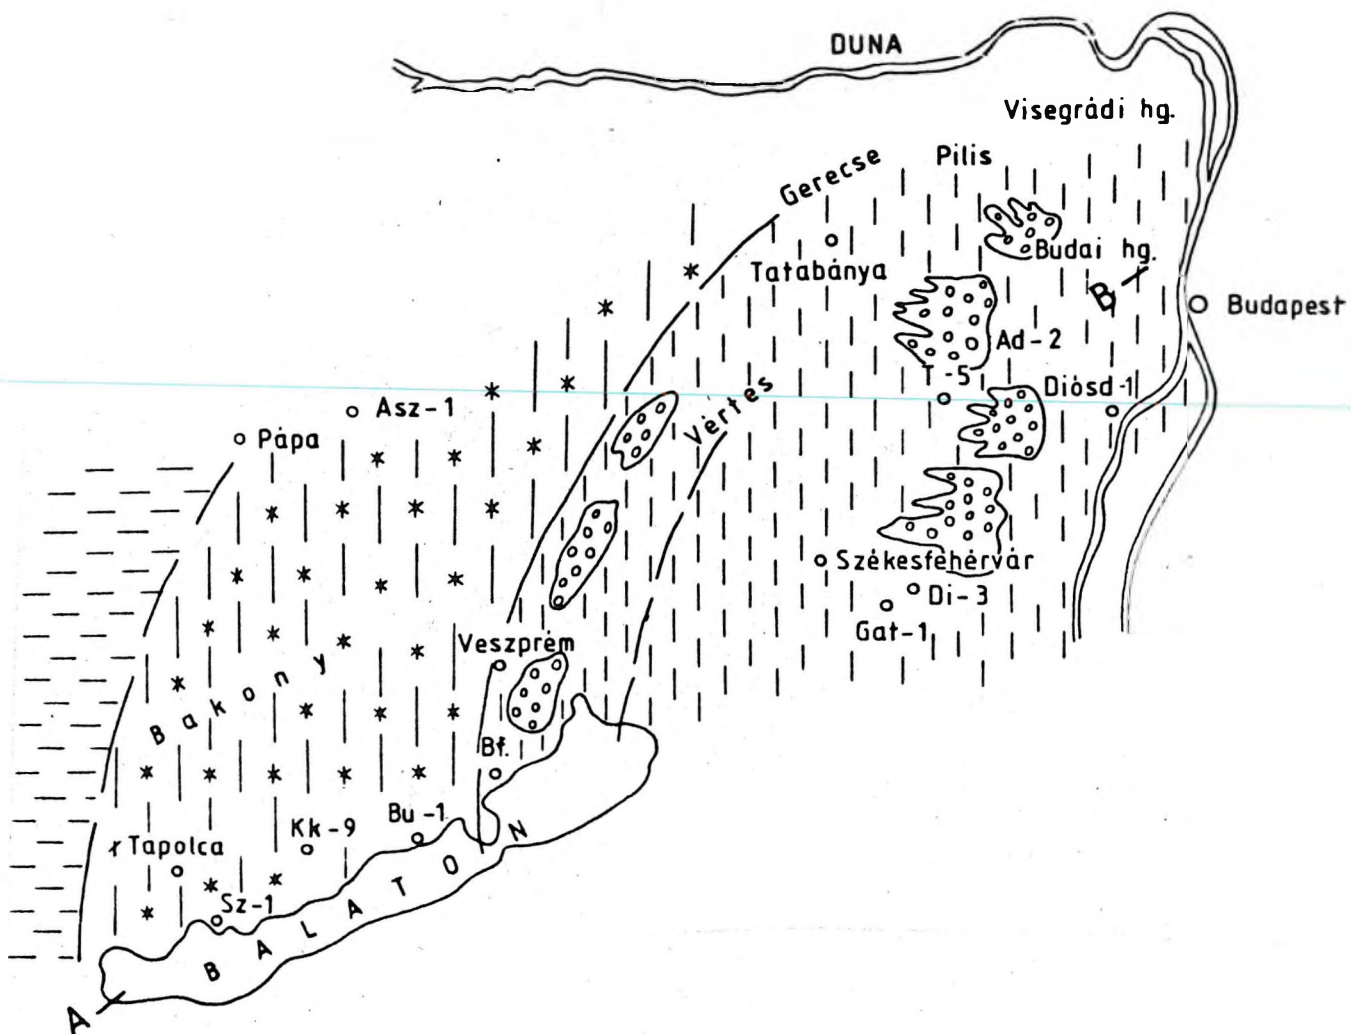 DUNA
Visegrádi hg.
Pilis
Gerecse
Budai hg.
Tatabánya
B
Budapest
Ad-2
T-5
Diósd-1
Vértes
Asz-1
Pápa
Székesfehérvár
Di-3
Gat-1
Veszprém
Bakony
Bf.
Bu-1
Kk-9
Tapolca
Sz-1
BALATON
A